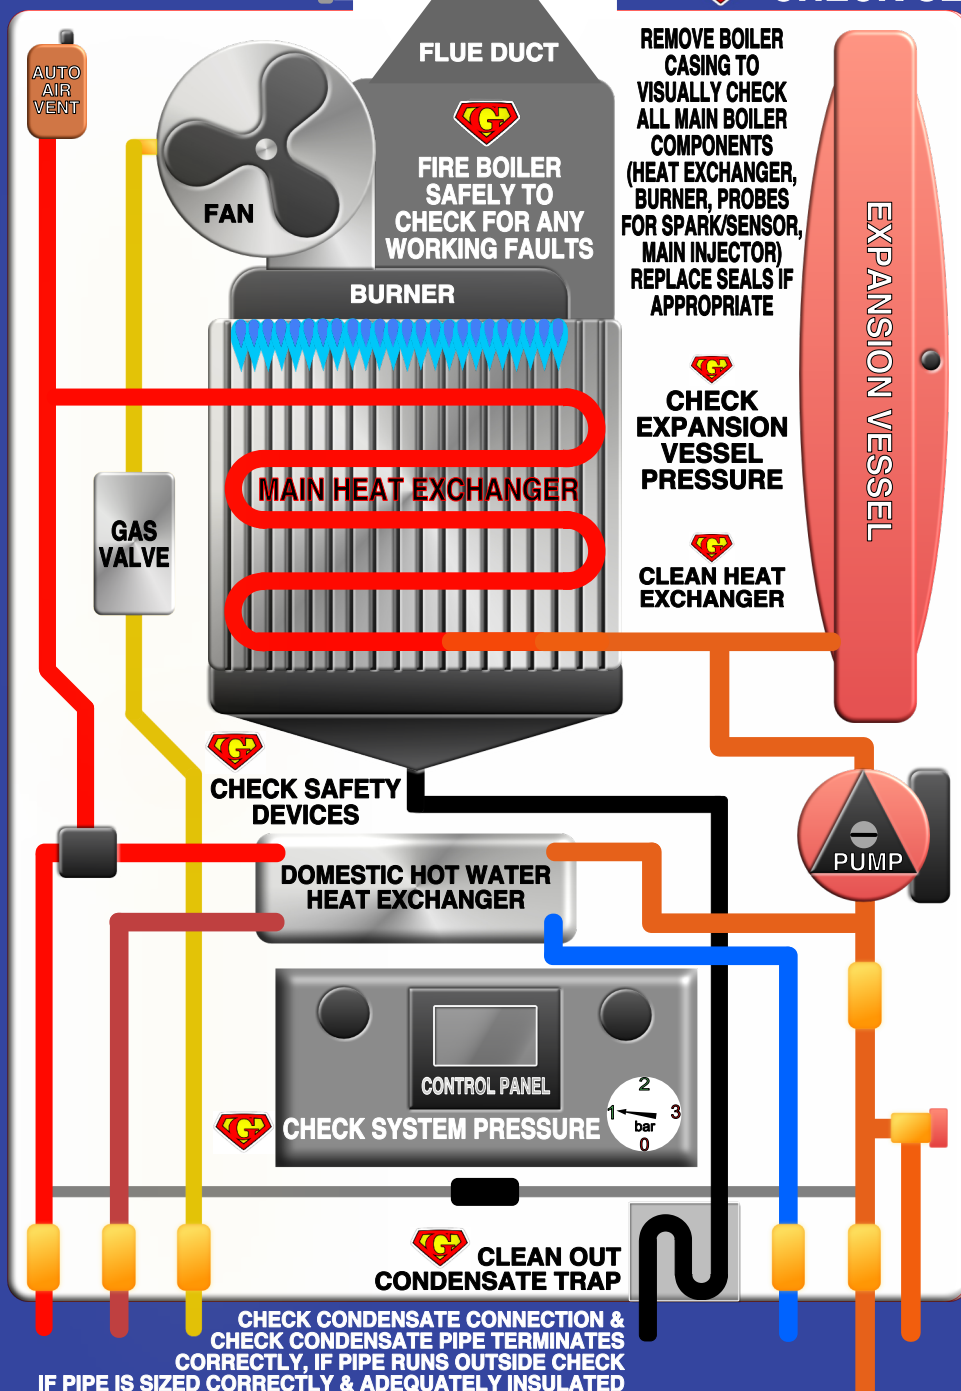 FLUE DUCT
REMOVE BOILER
CASING TO
VISUALLY CHECK
ALL MAIN BOILER
COMPONENTS
(HEAT EXCHANGER,
BURNER, PROBES
FOR SPARK/SENSOR,
MAIN INJECTOR)
REPLACE SEALS IF
APPROPRIATE
AUTO
AIR
VENT
G
FIRE BOILER
SAFELY TO
CHECK FOR ANY
WORKING FAULTS
FAN
BURNER
EXPANSION VESSEL
G
CHECK
EXPANSION
VESSEL
PRESSURE
MAIN HEAT EXCHANGER
GAS
VALVE
G
CLEAN HEAT
EXCHANGER
G
CHECK SAFETY
DEVICES
PUMP
DOMESTIC HOT WATER
HEAT EXCHANGER
CONTROL PANEL
G
CHECK SYSTEM PRESSURE
2
1
3
bar
0
G
CLEAN OUT
CONDENSATE TRAP
CHECK CONDENSATE CONNECTION &
CHECK CONDENSATE PIPE TERMINATES
CORRECTLY, IF PIPE RUNS OUTSIDE CHECK
IF PIPE IS SIZED CORRECTLY & ADEQUATELY INSULATED